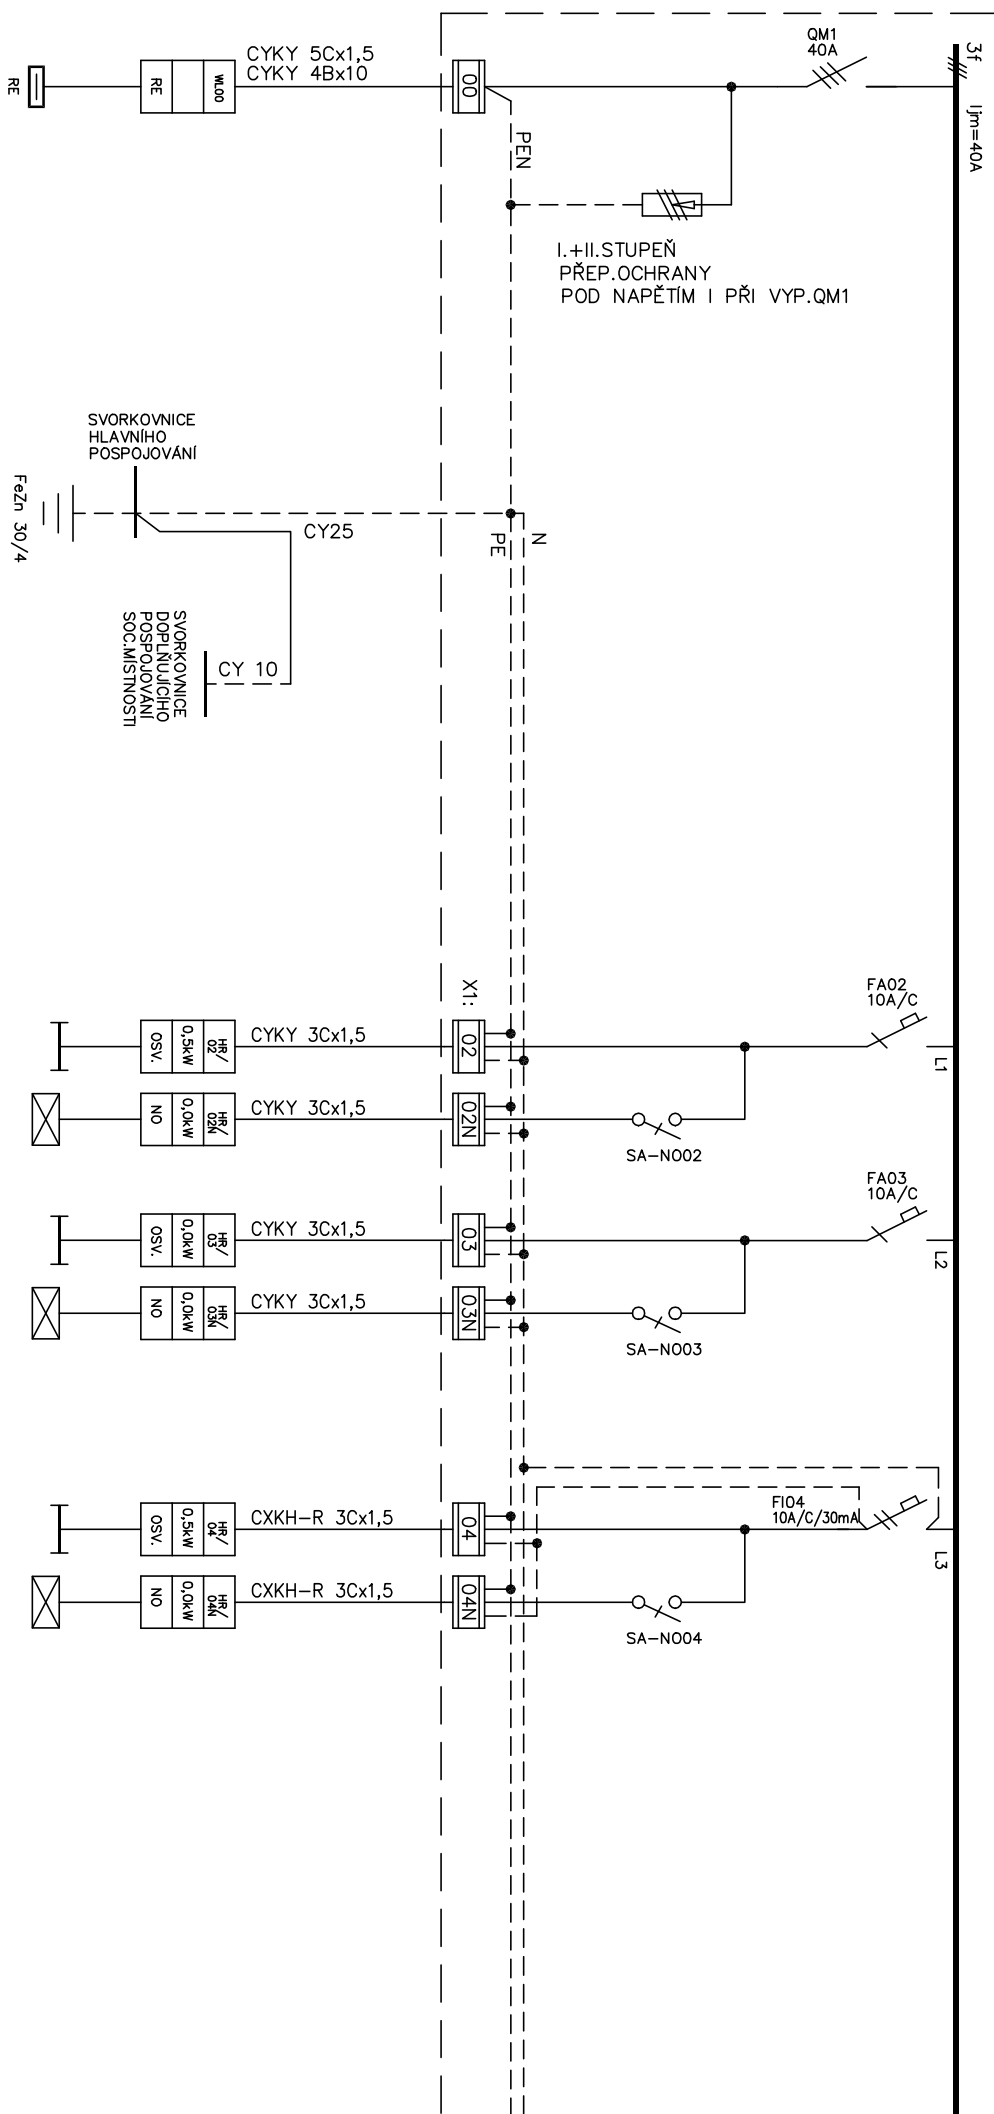 QM1
40A
3f
Ijm=40A
CYKY 5Cx1,5
CYKY 4Bx10
WL00
RE
RE
00
PEN
I.+II.STUPEŇ
PŘEP.OCHRANY
POD NAPĚTÍM I PŘI VYP.QM1
SVORKOVNICE
HLAVNÍHO
POSPOJOVÁNÍ
FeZn 30/4
CY25
PE
N
SVORKOVNICE
DOPLŇUJÍCÍHO
POSPOJOVÁNÍ
SOC.MÍSTNOSTI
CY 10
X1:
FA02
10A/C
L1
CYKY 3Cx1,5
HR/
02
0,5kW
OSV.
02
CYKY 3Cx1,5
HR/
02N
0,0kW
NO
02N
SA-NO02
FA03
10A/C
L2
CYKY 3Cx1,5
HR/
03
0,0kW
OSV.
03
CYKY 3Cx1,5
HR/
03N
0,0kW
NO
03N
SA-NO03
FI04
10A/C/30mA
L3
CXKH-R 3Cx1,5
HR/
04
0,5kW
OSV.
04
CXKH-R 3Cx1,5
HR/
04N
0,0kW
NO
04N
SA-NO04